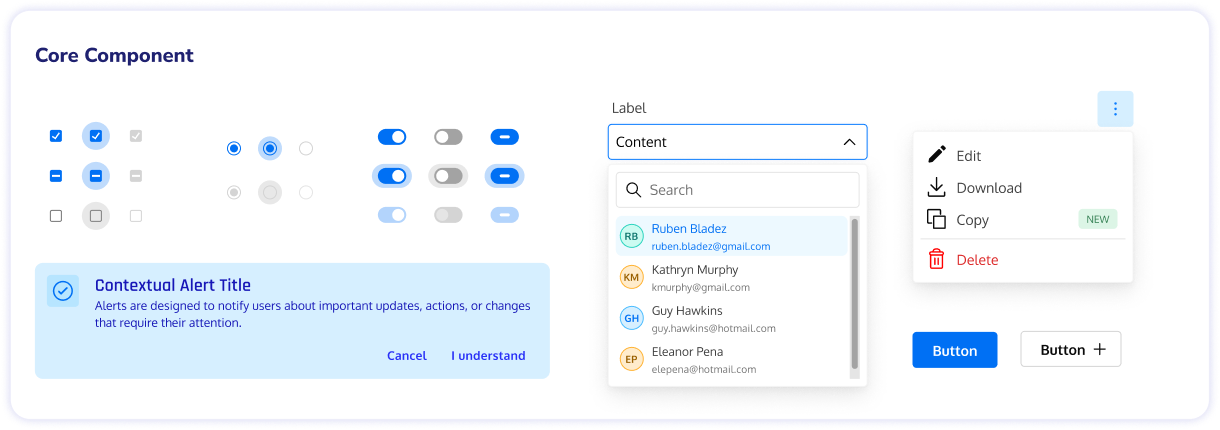 Core Component
Label
Content
Search
RB
Ruben Bladez
ruben.bladez@gmail.com
KM
Kathryn Murphy
kmurphy@gmail.com
GH
Guy Hawkins
guy.hawkins@hotmail.com
EP
Eleanor Pena
elepena@hotmail.com
Edit
Download
Copy NEW
Delete
Contextual Alert Title
Alerts are designed to notify users about important updates, actions, or changes
that require their attention.
Cancel I understand
Button
Button